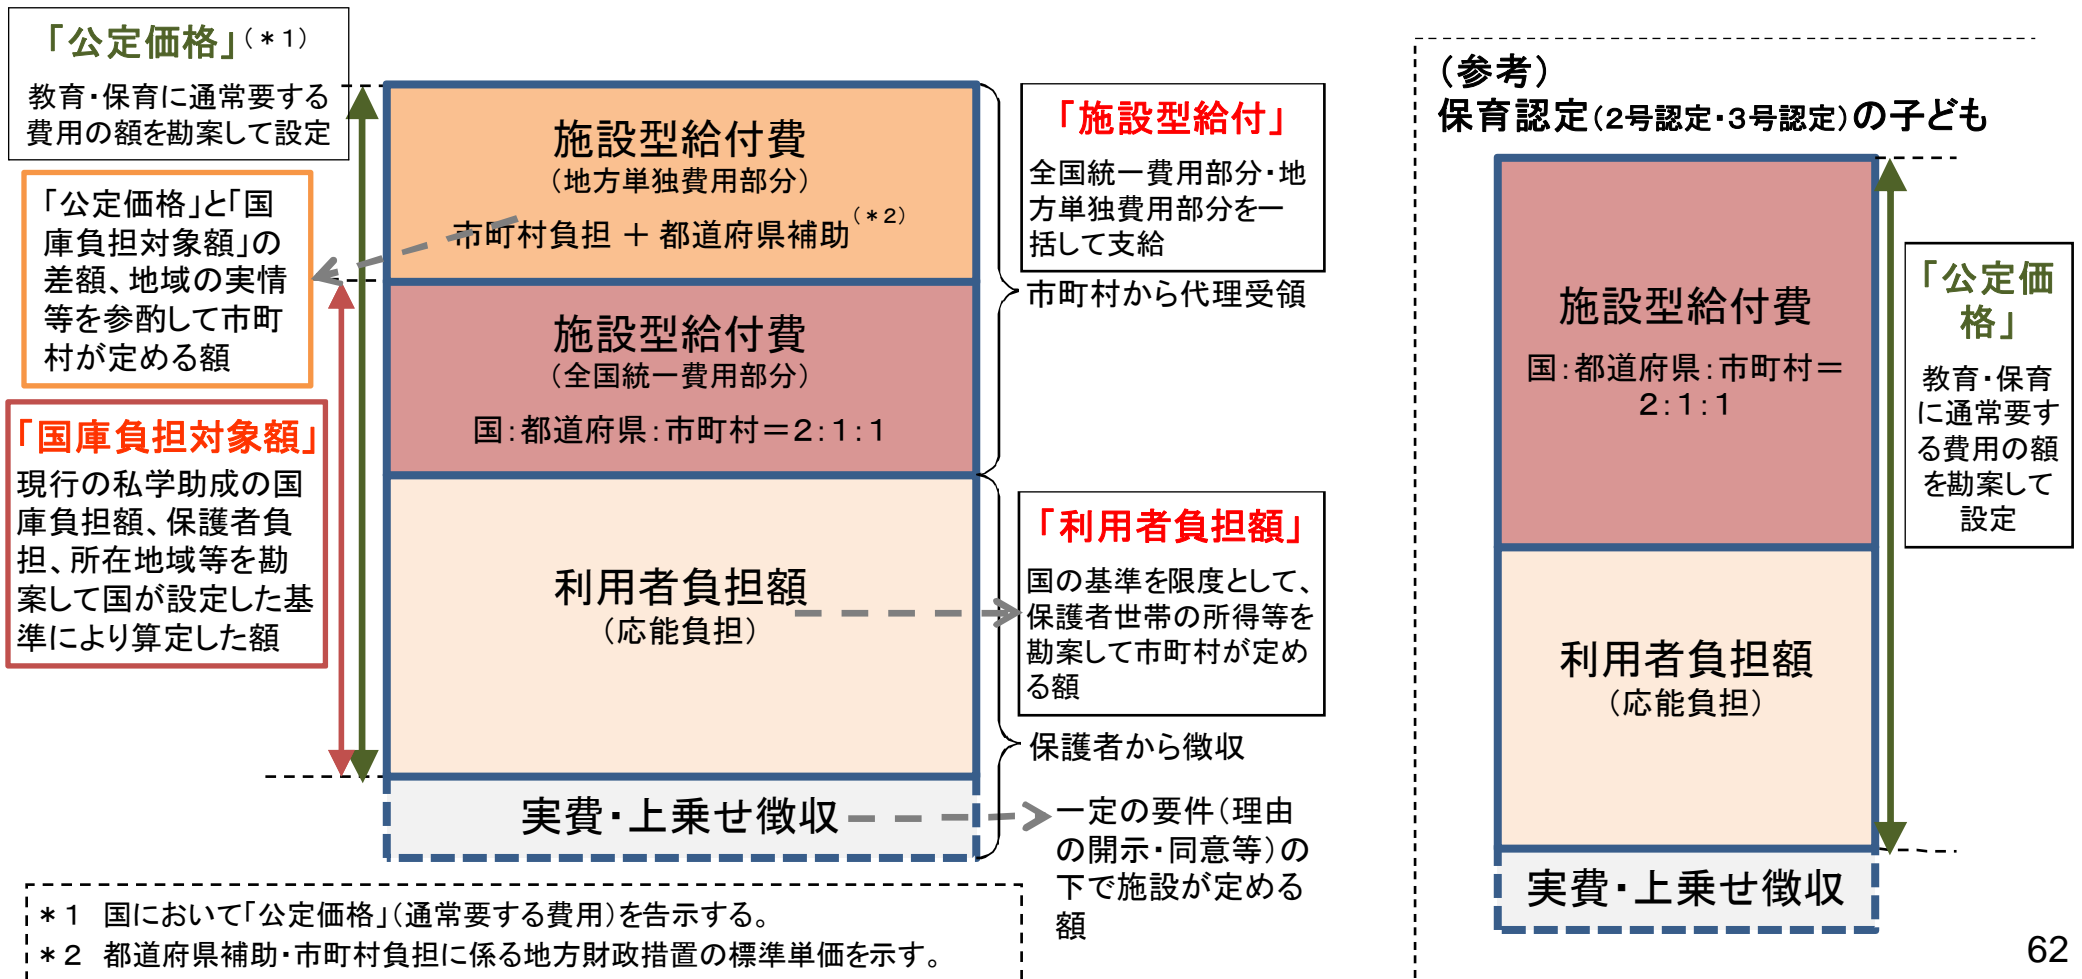 「公定価格」(＊1)
教育・保育に通常要する
費用の額を勘案して設定
「公定価格」と「国
庫負担対象額」の
差額、地域の実情
等を参酌して市町
村が定める額
「国庫負担対象額」
現行の私学助成の国
庫負担額、保護者負
担、所在地域等を勘
案して国が設定した基
準により算定した額
施設型給付費
(地方単独費用部分)
市町村負担 ＋ 都道府県補助(＊2)
施設型給付費
(全国統一費用部分)
国：都道府県：市町村＝2：1：1
利用者負担額
(応能負担)
実費・上乗せ徴収
「施設型給付」
全国統一費用部分・地
方単独費用部分を一
括して支給
市町村から代理受領
「利用者負担額」
国の基準を限度として、
保護者世帯の所得等を
勘案して市町村が定め
る額
保護者から徴収
一定の要件(理由
の開示・同意等)の
下で施設が定める
額
＊1 国において「公定価格」(通常要する費用)を告示する。
＊2 都道府県補助・市町村負担に係る地方財政措置の標準単価を示す。
(参考)
保育認定(2号認定・3号認定)の子ども
施設型給付費
国：都道府県：市町村＝
2：1：1
利用者負担額
(応能負担)
実費・上乗せ徴収
「公定価
格」
教育・保育
に通常要す
る費用の額
を勘案して
設定
62